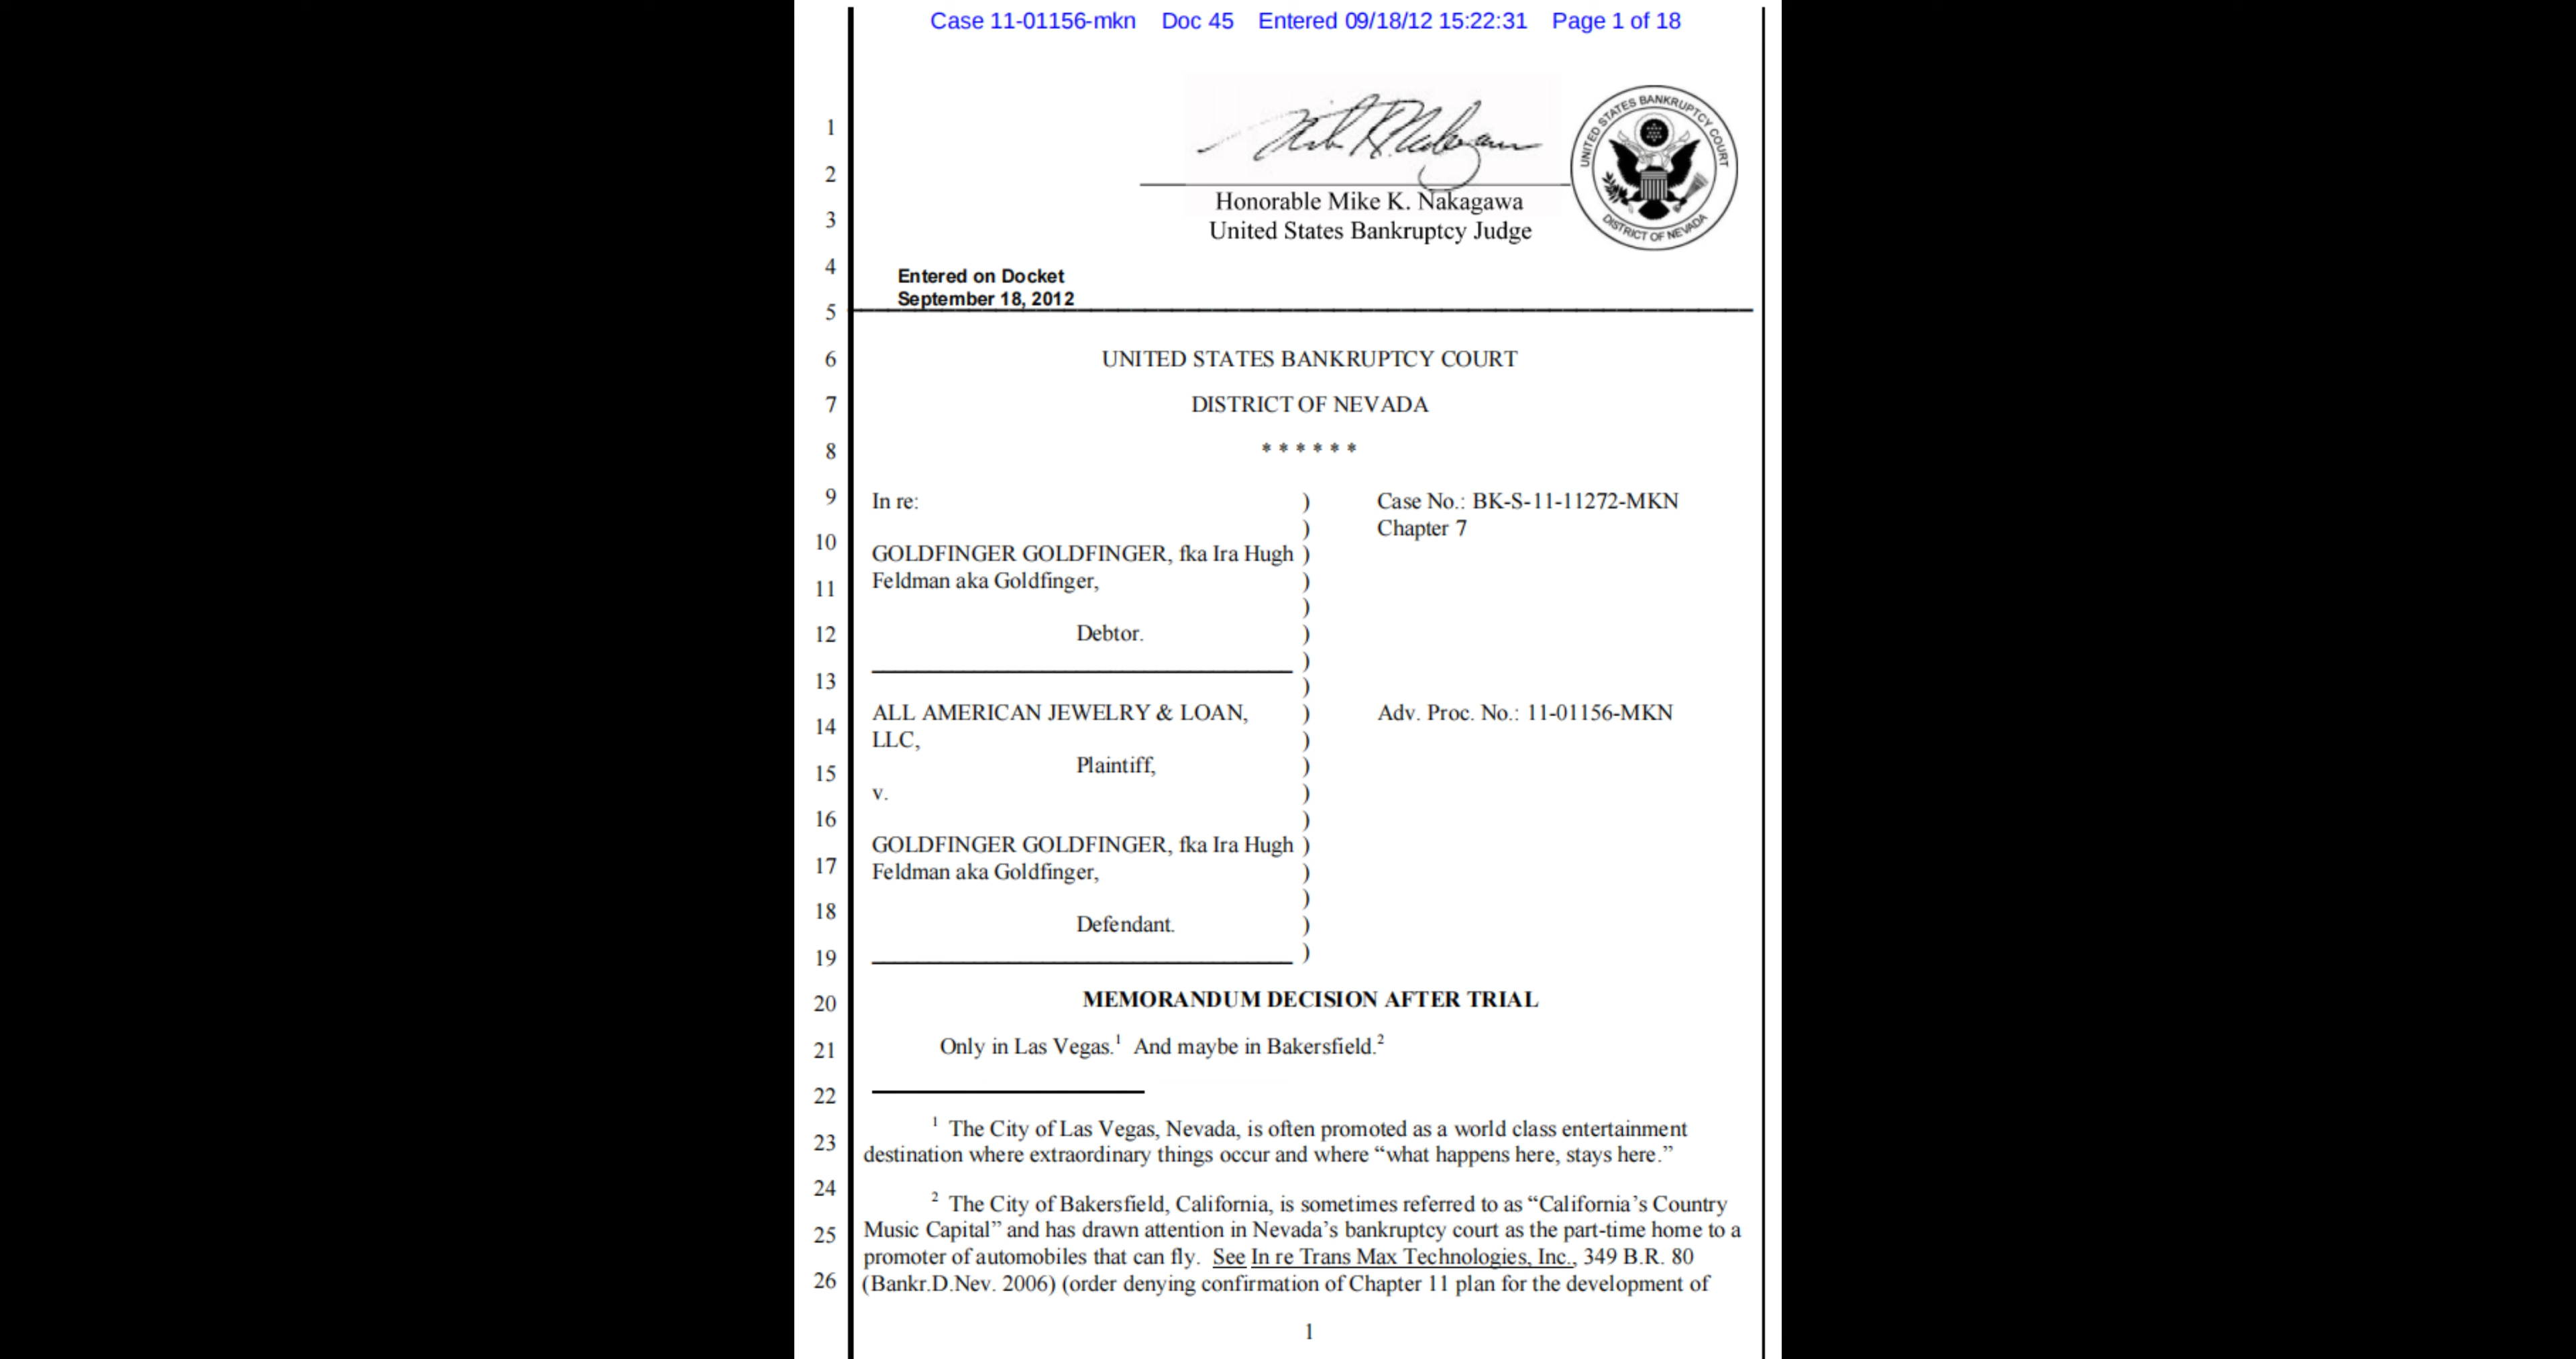 Case 11-01156-mkn Doc 45 Entered 09/18/12 15:22:31 Page 1 of 18
UNITED STATES BANKRUPTCY COURT
DISTRICT OF NEVADA
1
2
Honorable Mike K. Nakagawa
3
United States Bankruptcy Judge
4
Entered on Docket
September 18, 2012
5
6 UNITED STATES BANKRUPTCY COURT
7 DISTRICT OF NEVADA
8 * * * * * *
9 In re: ) Case No.: BK-S-11-11272-MKN
) Chapter 7
10 GOLDFINGER GOLDFINGER, fka Ira Hugh )
11 Feldman aka Goldfinger, )
)
12 Debtor. )
)
13 )
14 ALL AMERICAN JEWELRY & LOAN, ) Adv. Proc. No.: 11-01156-MKN
LLC, )
15 Plaintiff, )
v. )
16 )
GOLDFINGER GOLDFINGER, fka Ira Hugh )
17 Feldman aka Goldfinger, )
)
18 Defendant. )
19 )
20 MEMORANDUM DECISION AFTER TRIAL
21 Only in Las Vegas.1 And maybe in Bakersfield.2
22
1 The City of Las Vegas, Nevada, is often promoted as a world class entertainment
23 destination where extraordinary things occur and where “what happens here, stays here.”
24
2 The City of Bakersfield, California, is sometimes referred to as “California’s Country
25 Music Capital” and has drawn attention in Nevada’s bankruptcy court as the part-time home to a
promoter of automobiles that can fly. See In re Trans Max Technologies, Inc., 349 B.R. 80
26 (Bankr.D.Nev. 2006) (order denying confirmation of Chapter 11 plan for the development of
1